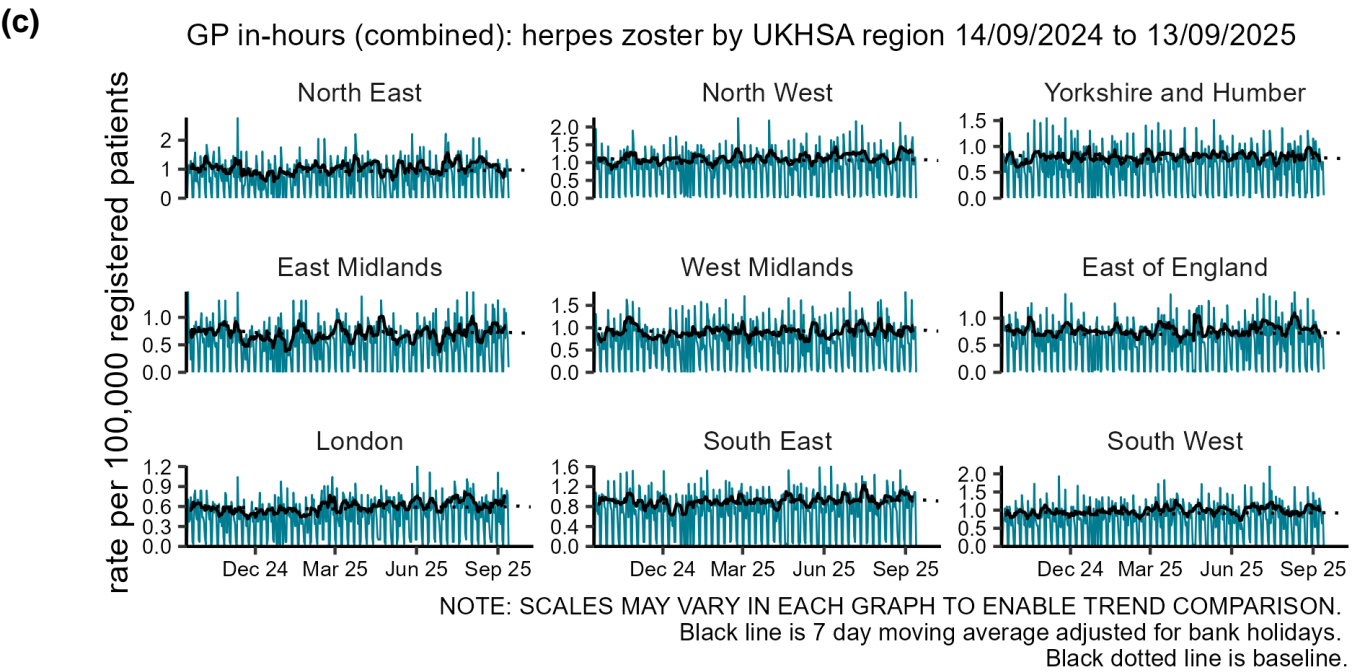 (c)
GP in-hours (combined): herpes zoster by UKHSA region 14/09/2024 to 13/09/2025
rate per 100,000 registered patients
North East
2
1
0
North West
2.0
1.5
1.0
0.5
0.0
Yorkshire and Humber
1.5
1.0
0.5
0.0
East Midlands
1.0
0.5
0.0
West Midlands
1.5
1.0
0.5
0.0
East of England
1.0
0.5
0.0
London
1.2
0.9
0.6
0.3
0.0
Dec 24 Mar 25 Jun 25 Sep 25
South East
1.6
1.2
0.8
0.4
0.0
Dec 24 Mar 25 Jun 25 Sep 25
South West
2.0
1.5
1.0
0.5
0.0
Dec 24 Mar 25 Jun 25 Sep 25
NOTE: SCALES MAY VARY IN EACH GRAPH TO ENABLE TREND COMPARISON.
Black line is 7 day moving average adjusted for bank holidays.
Black dotted line is baseline.